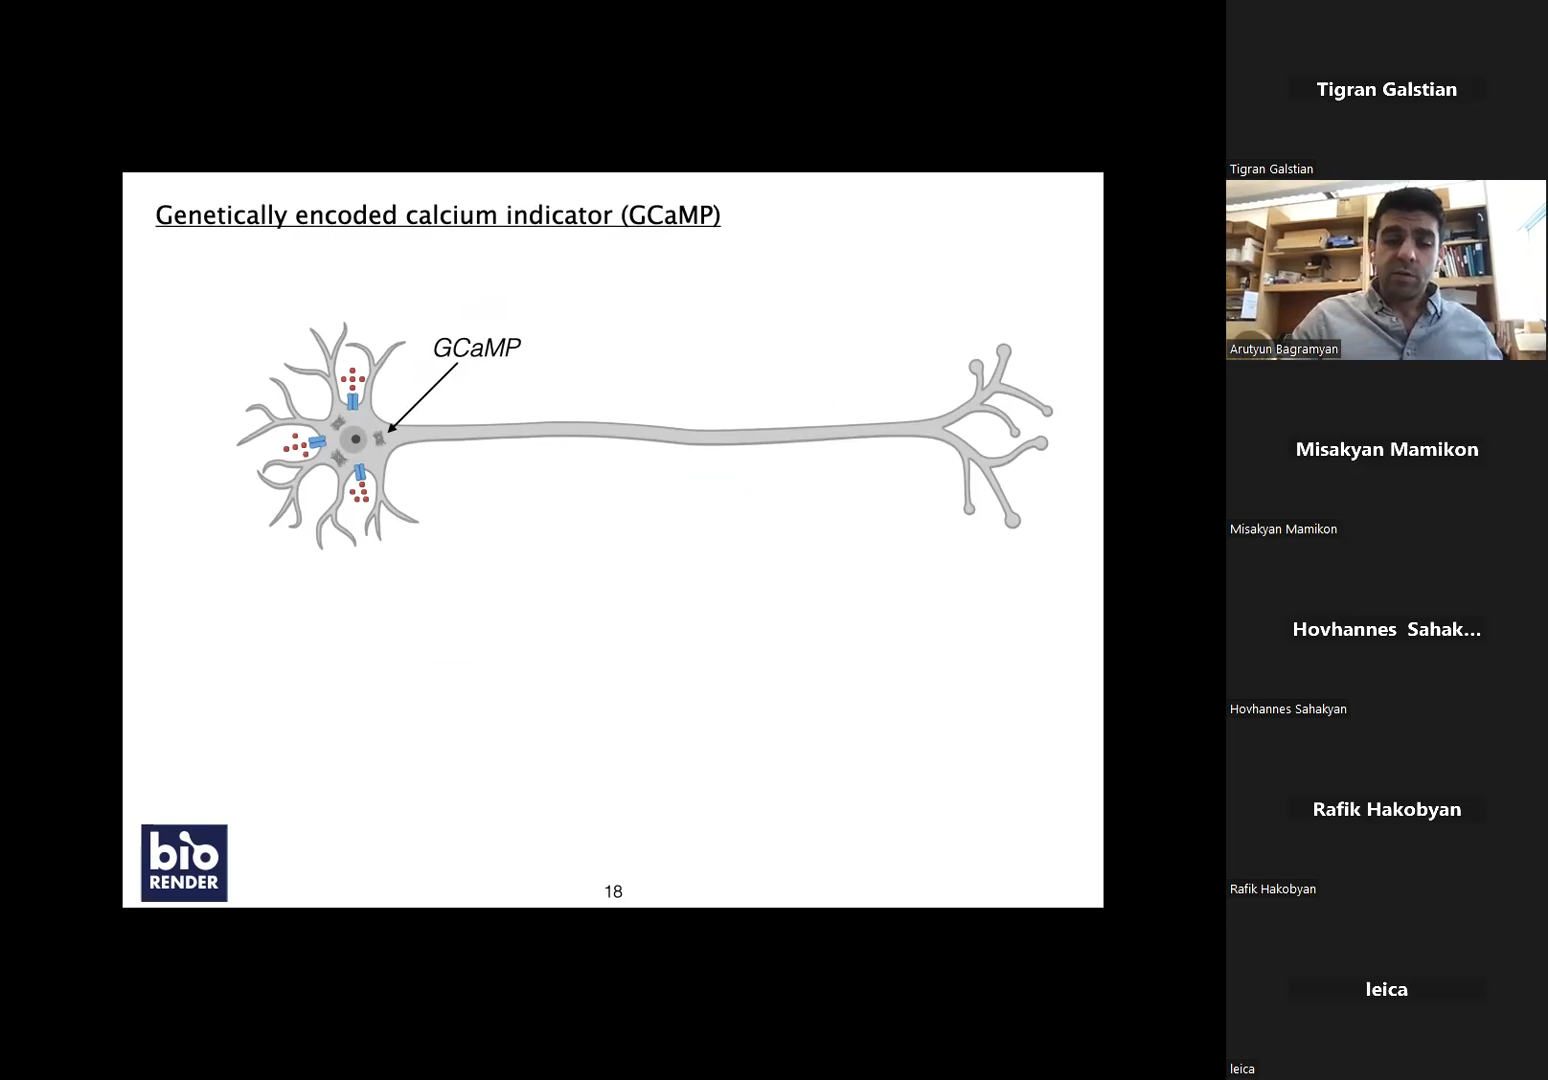 Genetically encoded calcium indicator (GCaMP)
GCaMP
bio
RENDER
18
Tigran Galstian
Tigran Galstian
Arutyun Bagramyan
Misakyan Mamikon
Misakyan Mamikon
Hovhannes Sahak...
Hovhannes Sahakyan
Rafik Hakobyan
Rafik Hakobyan
leica
leica